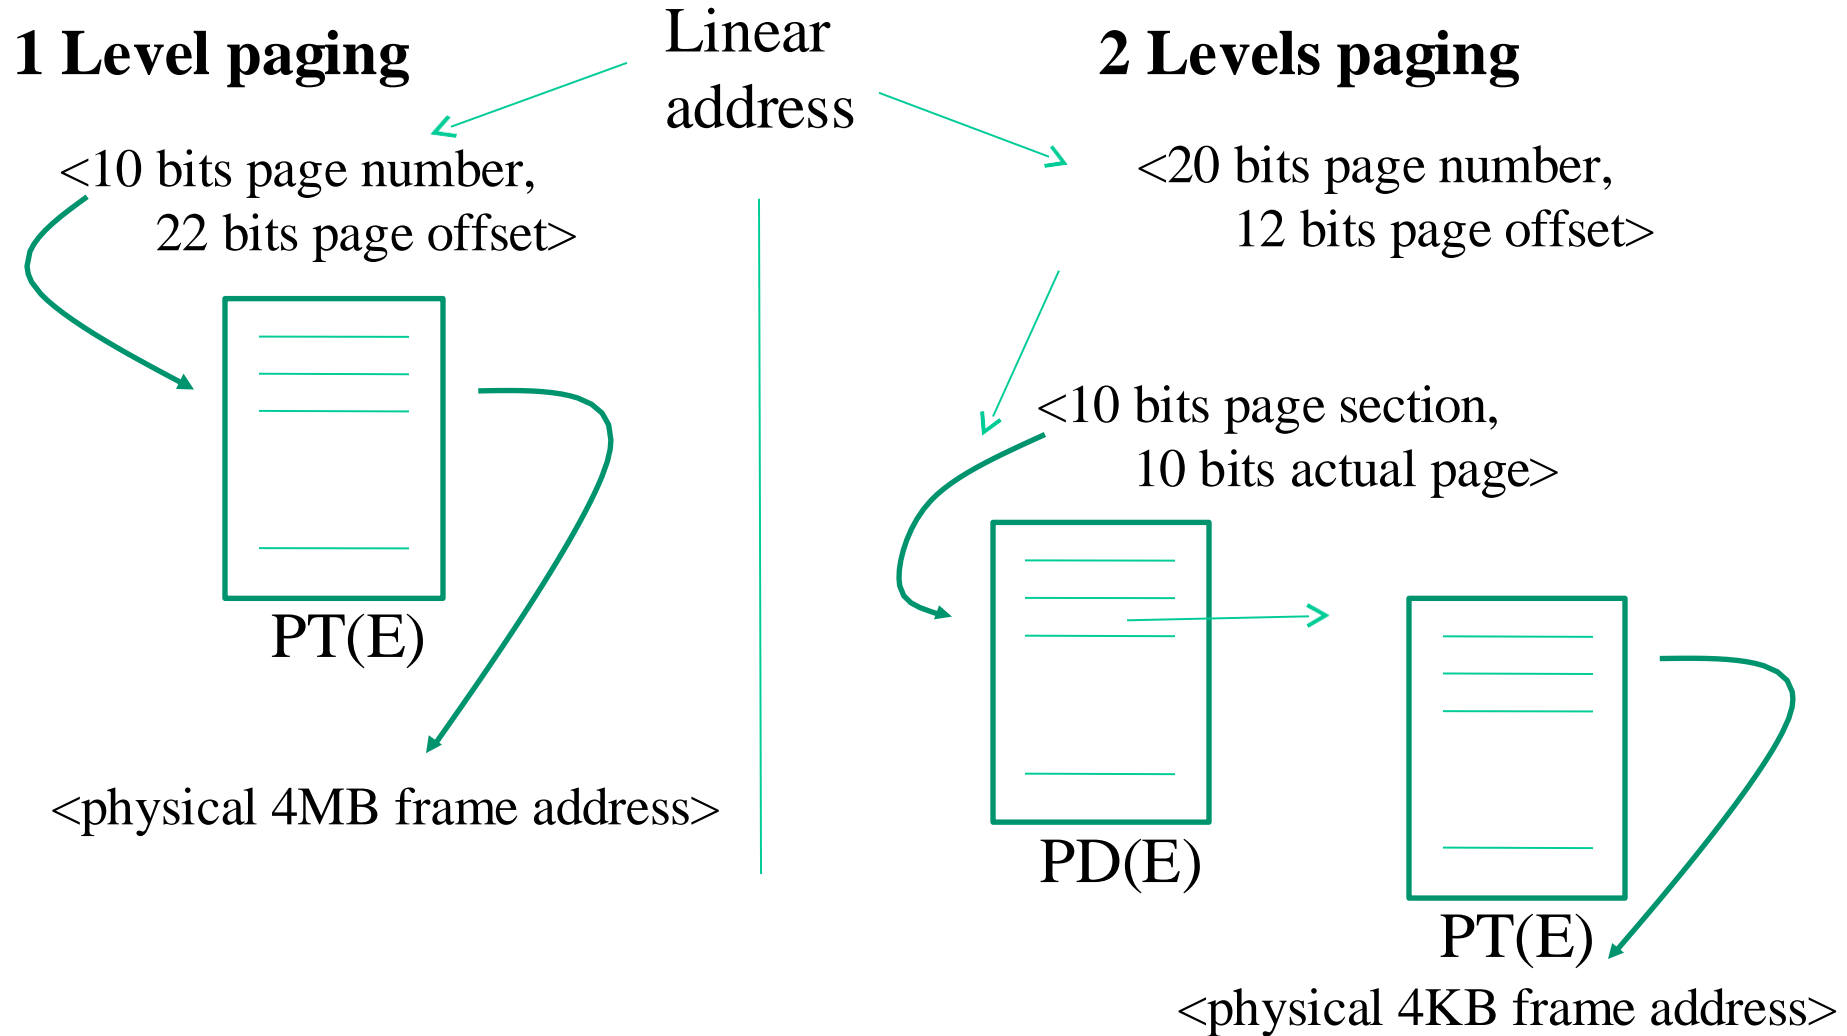 1 Level paging
Linear
address
2 Levels paging
<10 bits page number,
22 bits page offset>
PT(E)
<physical 4MB frame address>
<20 bits page number,
12 bits page offset>
<10 bits page section,
10 bits actual page>
PD(E)
PT(E)
<physical 4KB frame address>